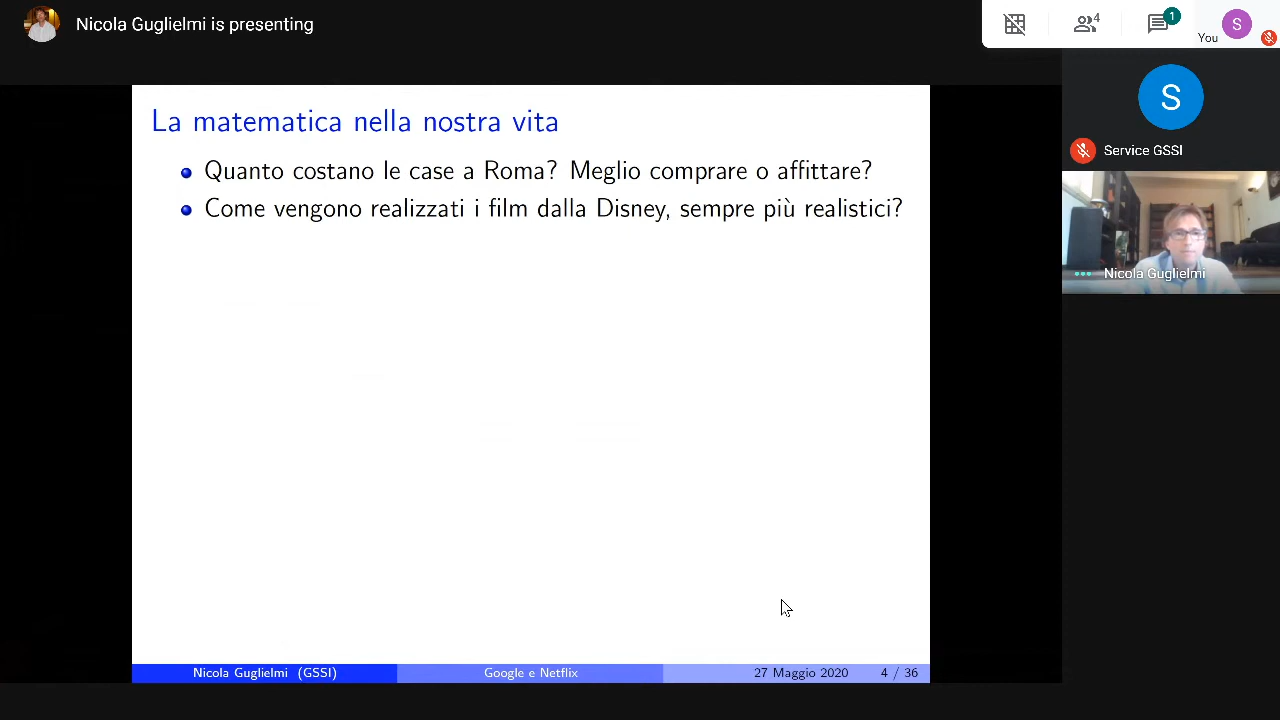 Nicola Guglielmi is presenting
4
1
You
S
S
Service GSSI
Nicola Guglielmi
La matematica nella nostra vita
Quanto costano le case a Roma? Meglio comprare o affittare?
Come vengono realizzati i film dalla Disney, sempre più realistici?
Nicola Guglielmi (GSSI) Google e Netflix 27 Maggio 2020 4 / 36